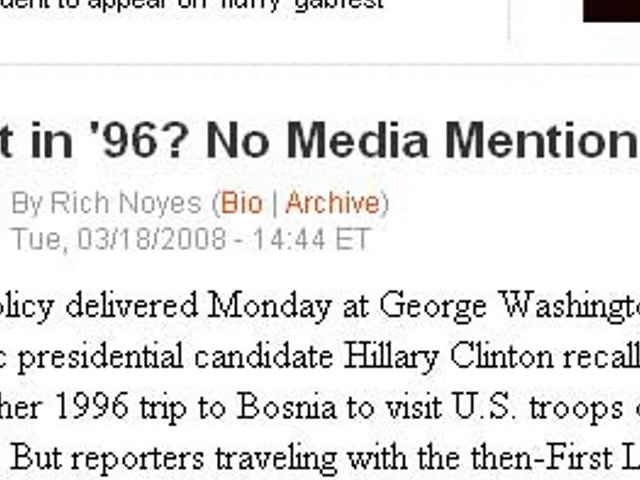 dent to appear on 'fluffy' gabfest
t in '96? No Media Mention
By Rich Noyes (Bio | Archive)
Tue, 03/18/2008 - 14:44 ET
olicy delivered Monday at George Washingto
c presidential candidate Hillary Clinton recall
her 1996 trip to Bosnia to visit U.S. troops
But reporters traveling with the then-First L